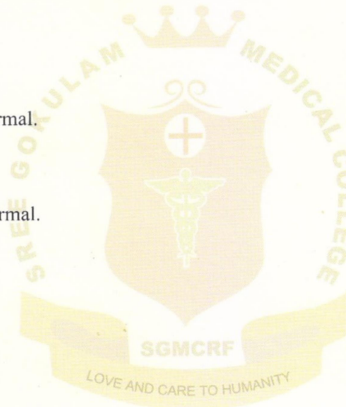 SREE GOKULAM MEDICAL COLLEGE
rmal.
rmal.
SGMCRF
LOVE AND CARE TO HUMANITY